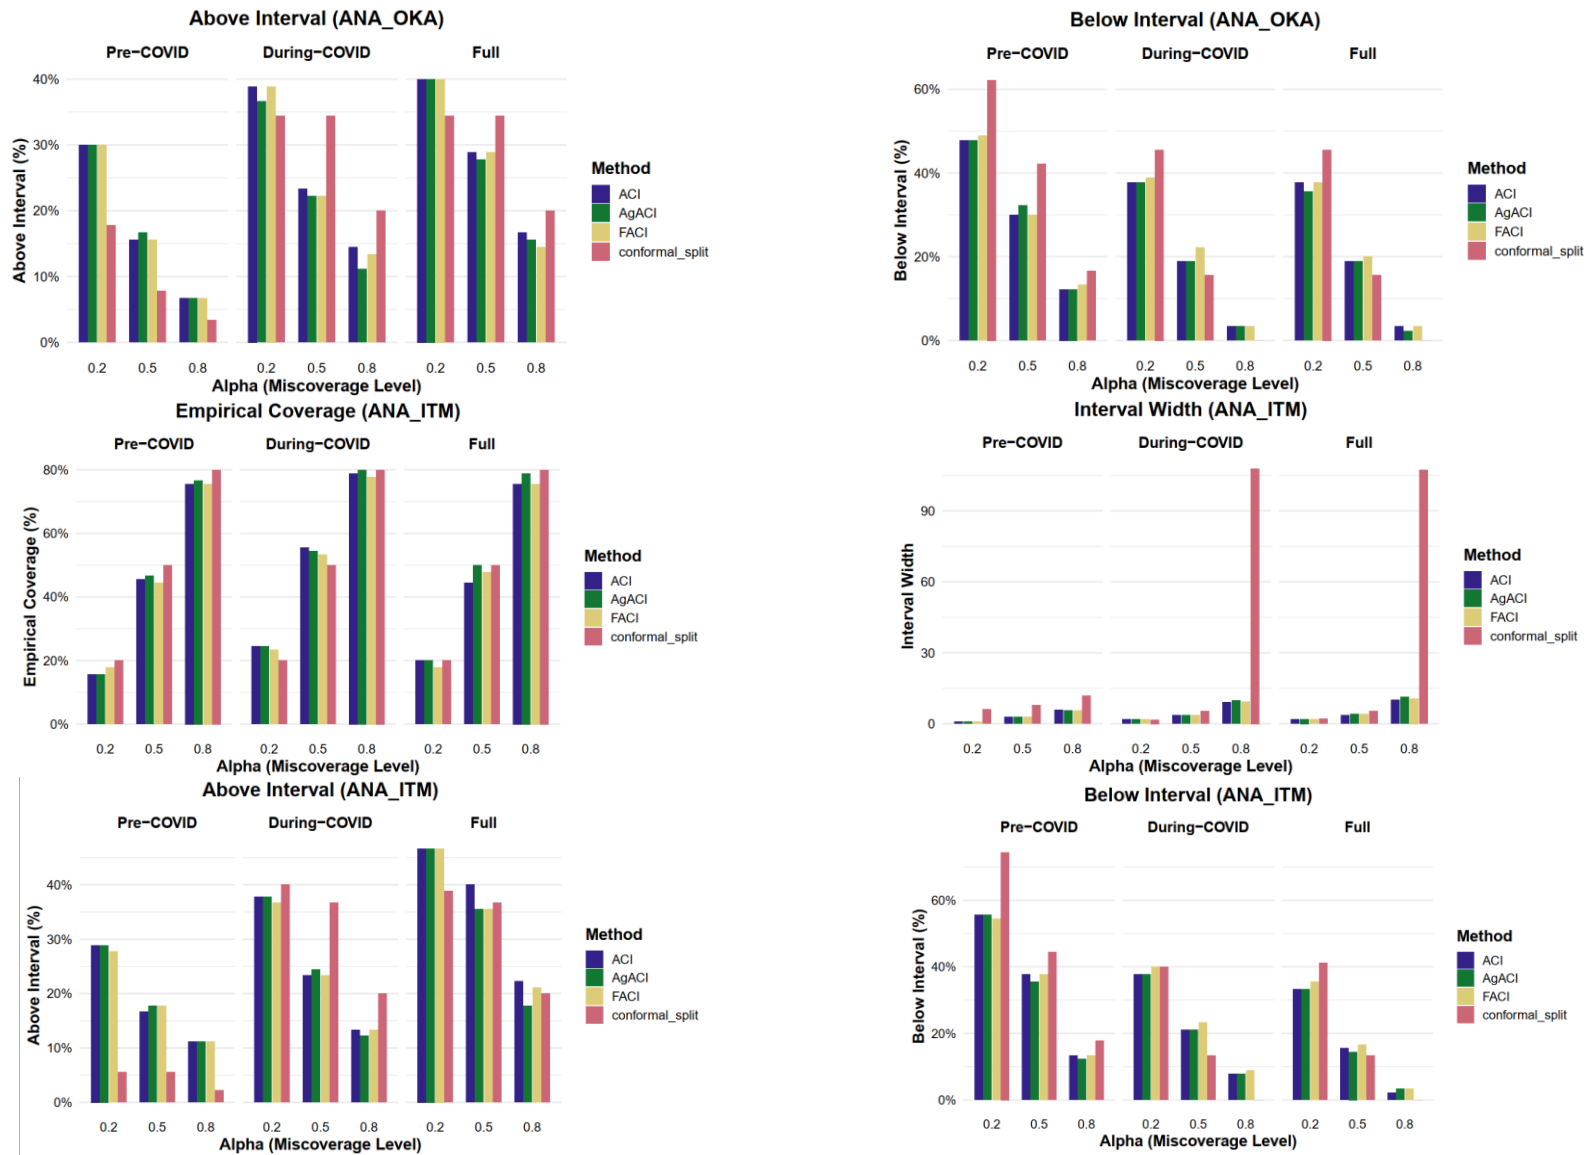 Above Interval (ANA_OKA)
Pre−COVID During−COVID Full
40%
30%
20%
10%
0%
Above Interval (%)
0.2 0.5 0.8 0.2 0.5 0.8 0.2 0.5 0.8
Alpha (Miscoverage Level)
Method
ACI
AgACI
FACI
conformal_split
Below Interval (ANA_OKA)
Pre−COVID During−COVID Full
60%
40%
20%
0%
Below Interval (%)
0.2 0.5 0.8 0.2 0.5 0.8 0.2 0.5 0.8
Alpha (Miscoverage Level)
Method
ACI
AgACI
FACI
conformal_split
Empirical Coverage (ANA_ITM)
Pre−COVID During−COVID Full
80%
60%
40%
20%
0%
Empirical Coverage (%)
0.2 0.5 0.8 0.2 0.5 0.8 0.2 0.5 0.8
Alpha (Miscoverage Level)
Method
ACI
AgACI
FACI
conformal_split
Interval Width (ANA_ITM)
Pre−COVID During−COVID Full
90
60
30
0
Interval Width
0.2 0.5 0.8 0.2 0.5 0.8 0.2 0.5 0.8
Alpha (Miscoverage Level)
Method
ACI
AgACI
FACI
conformal_split
Above Interval (ANA_ITM)
Pre−COVID During−COVID Full
40%
30%
20%
10%
0%
Above Interval (%)
0.2 0.5 0.8 0.2 0.5 0.8 0.2 0.5 0.8
Alpha (Miscoverage Level)
Method
ACI
AgACI
FACI
conformal_split
Below Interval (ANA_ITM)
Pre−COVID During−COVID Full
60%
40%
20%
0%
Below Interval (%)
0.2 0.5 0.8 0.2 0.5 0.8 0.2 0.5 0.8
Alpha (Miscoverage Level)
Method
ACI
AgACI
FACI
conformal_split